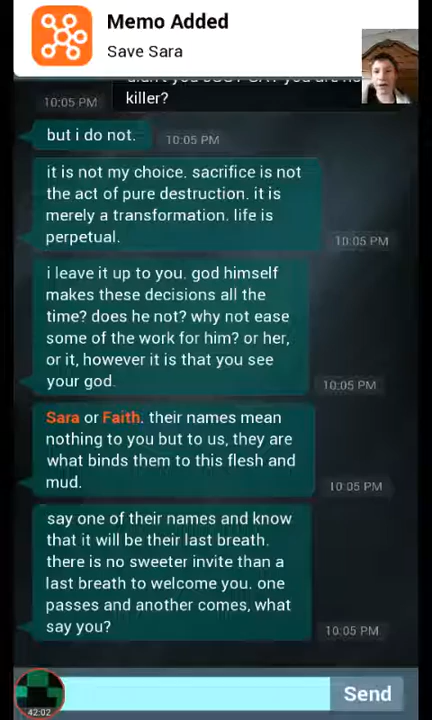 Memo Added
Save Sara
10:05 PM
killer?
but i do not.
10:05 PM
it is not my choice. sacrifice is not
the act of pure destruction. it is
merely a transformation. life is
perpetual.
10:05 PM
i leave it up to you. god himself
makes these decisions all the
time? does he not? why not ease
some of the work for him? or her,
or it, however it is that you see
your god.
10:05 PM
Sara or Faith. their names mean
nothing to you but to us, they are
what binds them to this flesh and
mud.
10:05 PM
say one of their names and know
that it will be their last breath.
there is no sweeter invite than a
last breath to welcome you. one
passes and another comes, what
say you?
10:05 PM
Send
42:02